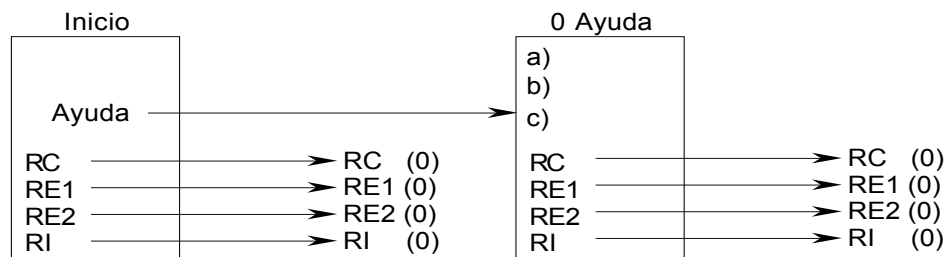 Inicio
Ayuda
RC
RE1
RE2
RI
RC (0)
RE1 (0)
RE2 (0)
RI (0)
0 Ayuda
a)
b)
c)
RC
RE1
RE2
RI
RC (0)
RE1 (0)
RE2 (0)
RI (0)